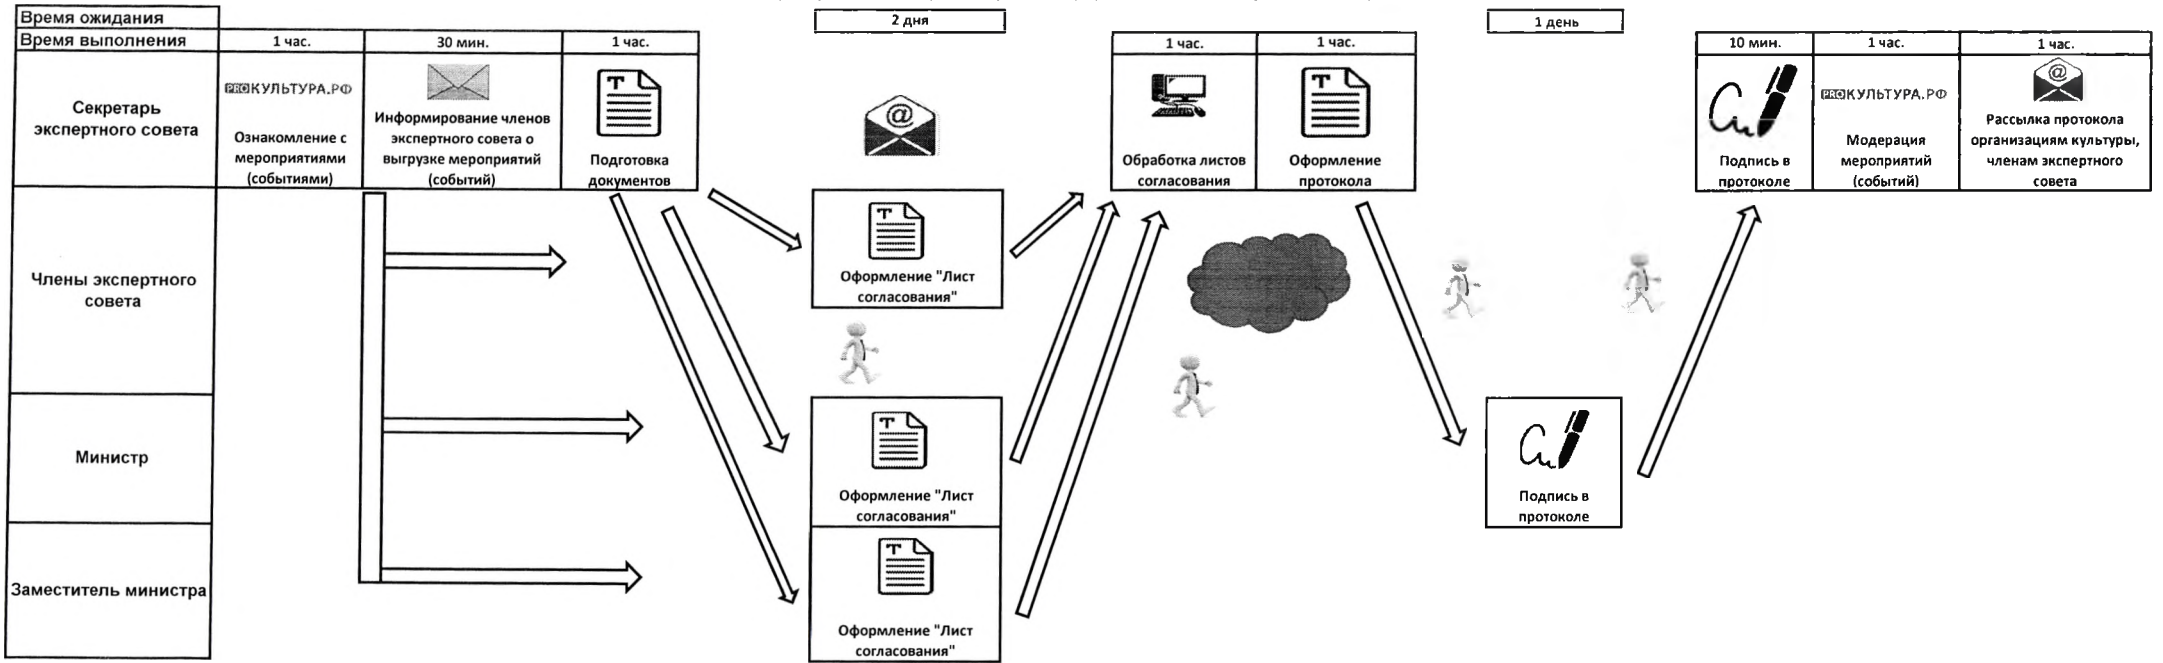 Время ожидания
2 дня
1 день
Время выполнения
1 час.
30 мин.
1 час.
1 час.
1 час.
10 мин.
1 час.
1 час.
Секретарь
экспертного совета
PROКУЛЬТУРА.РФ
Ознакомление с
мероприятиями
(событиями)
Информирование членов
экспертного совета о
выгрузке мероприятий
(событий)
T
Подготовка
документов
@
Обработка листов
согласования
T
Оформление
протокола
Подпись в
протоколе
PROКУЛЬТУРА.РФ
Модерация
мероприятий
(событий)
@
Рассылка протокола
организациям культуры,
членам экспертного
совета
Члены экспертного
совета
T
Оформление "Лист
согласования"
Министр
T
Оформление "Лист
согласования"
Подпись в
протоколе
Заместитель министра
T
Оформление "Лист
согласования"